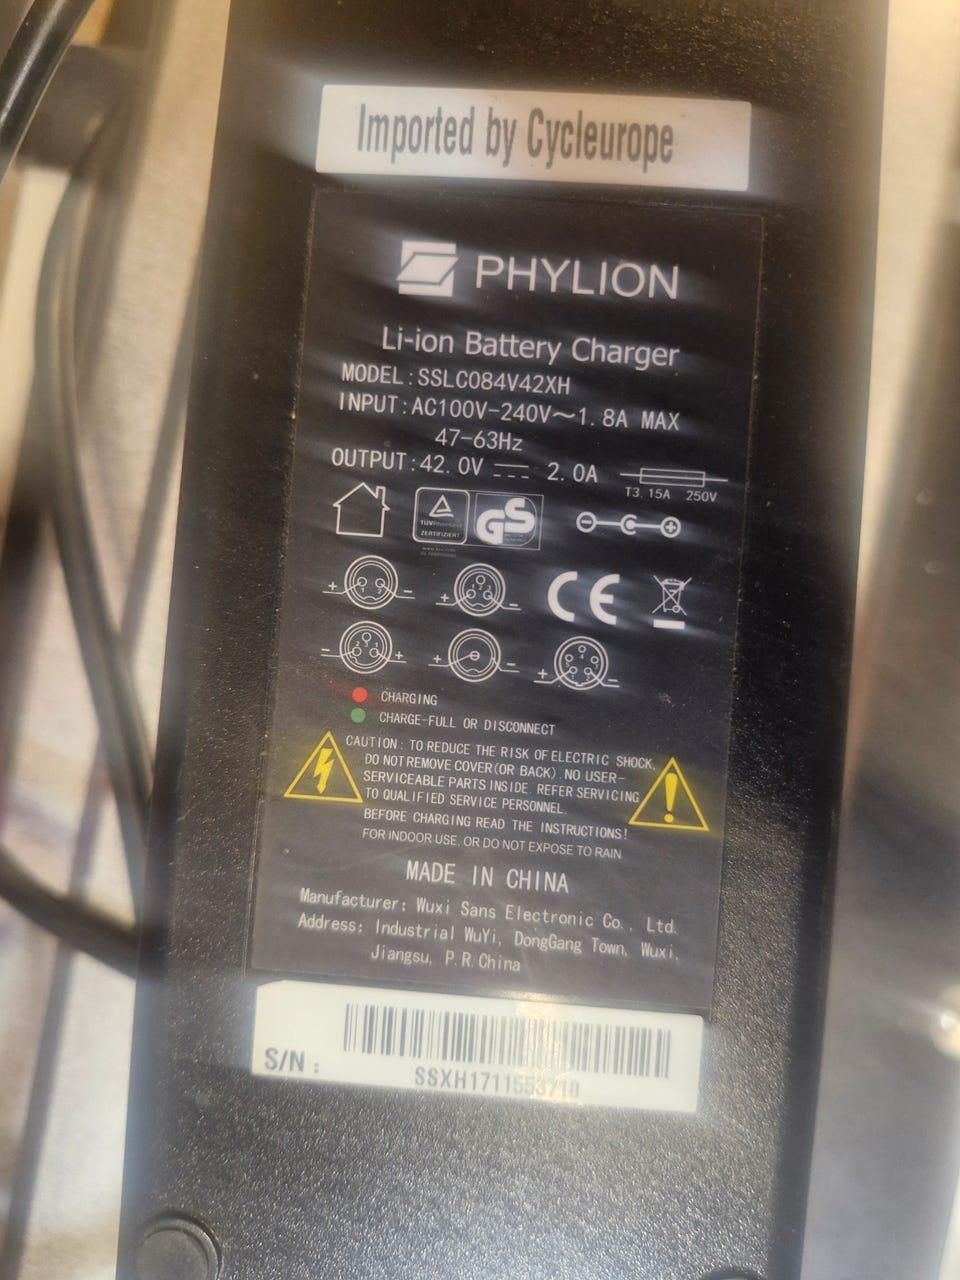 Imported by Cycleurope
PHYLION
Li-ion Battery Charger
MODEL:SSLC084V42XH
INPUT:AC100V-240V～1.8A MAX
47-63Hz
OUTPUT:42.0V ⎓ 2.0A
T3.15A 250V
TÜVRheinland
ZERTIFIZIERT
GS
CE
CHARGING
CHARGE-FULL OR DISCONNECT
CAUTION: TO REDUCE THE RISK OF ELECTRIC SHOCK,
DO NOT REMOVE COVER(OR BACK). NO USER-
SERVICEABLE PARTS INSIDE. REFER SERVICING
TO QUALIFIED SERVICE PERSONNEL.
BEFORE CHARGING READ THE INSTRUCTIONS!
FOR INDOOR USE, OR DO NOT EXPOSE TO RAIN
MADE IN CHINA
Manufacturer: Wuxi Sans Electronic Co., Ltd.
Address: Industrial WuYi, DongGang Town, Wuxi,
Jiangsu, P.R.China
S/N:
SSXH1711553710